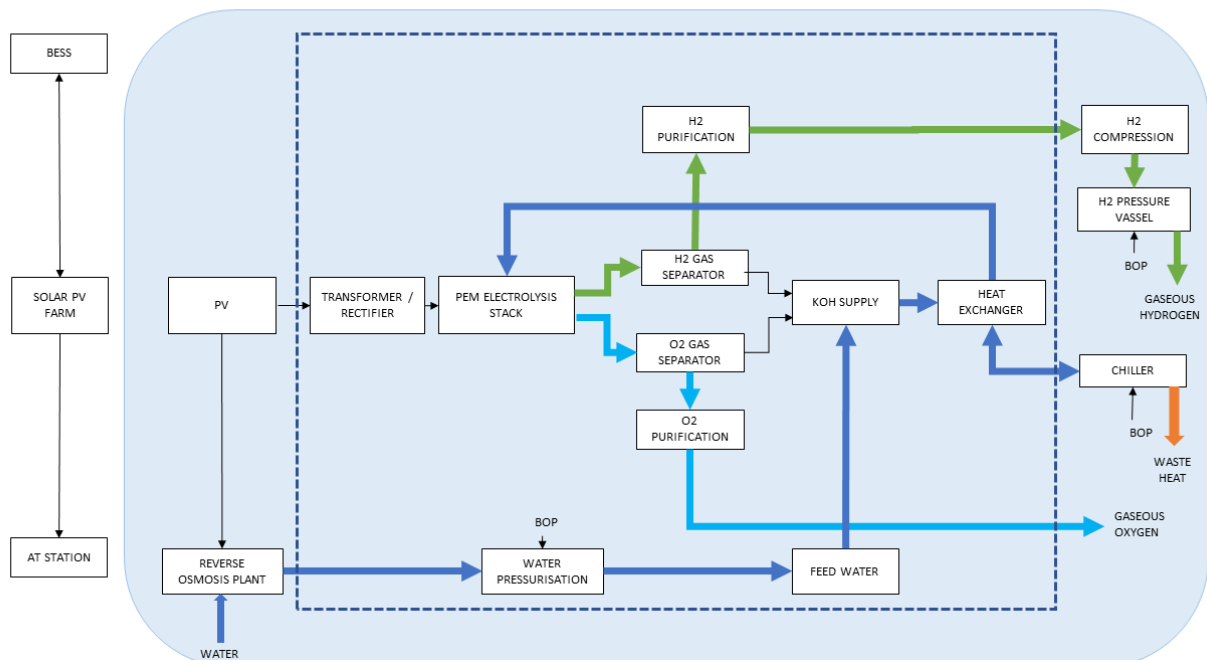 BESS
H2
PURIFICATION
H2
COMPRESSION
H2 PRESSURE
VASSEL
BOP
GASEOUS
HYDROGEN
SOLAR PV
FARM
PV
TRANSFORMER /
RECTIFIER
PEM ELECTROLYSIS
STACK
H2 GAS
SEPARATOR
KOH SUPPLY
HEAT
EXCHANGER
O2 GAS
SEPARATOR
CHILLER
O2
PURIFICATION
BOP
WASTE
HEAT
GASEOUS
OXYGEN
AT STATION
REVERSE
OSMOSIS PLANT
BOP
WATER
PRESSURISATION
FEED WATER
WATER